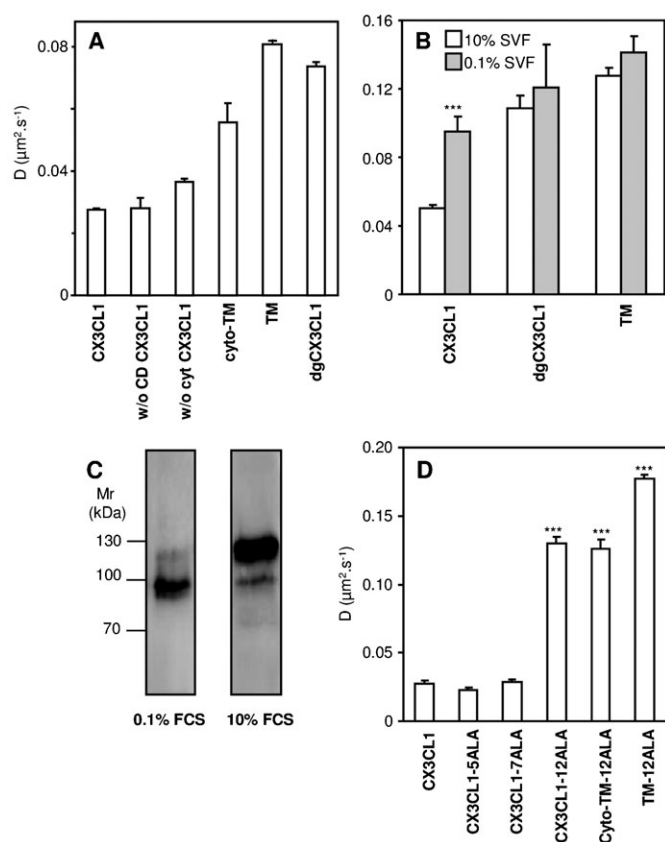 A
D (µm².s⁻¹)
0.08
0.04
0
CX3CL1
w/o CD CX3CL1
w/o cyt CX3CL1
cyto-TM
TM
dgCX3CL1
B
10% SVF
0.1% SVF
0.16
0.12
0.08
0.04
0
***
CX3CL1
dgCX3CL1
TM
C
Mr
(kDa)
130
100
70
0.1% FCS
10% FCS
D
D (µm².s⁻¹)
0.20
0.15
0.10
0.05
0
***
***
***
CX3CL1
CX3CL1-5ALA
CX3CL1-7ALA
CX3CL1-12ALA
Cyto-TM-12ALA
TM-12ALA